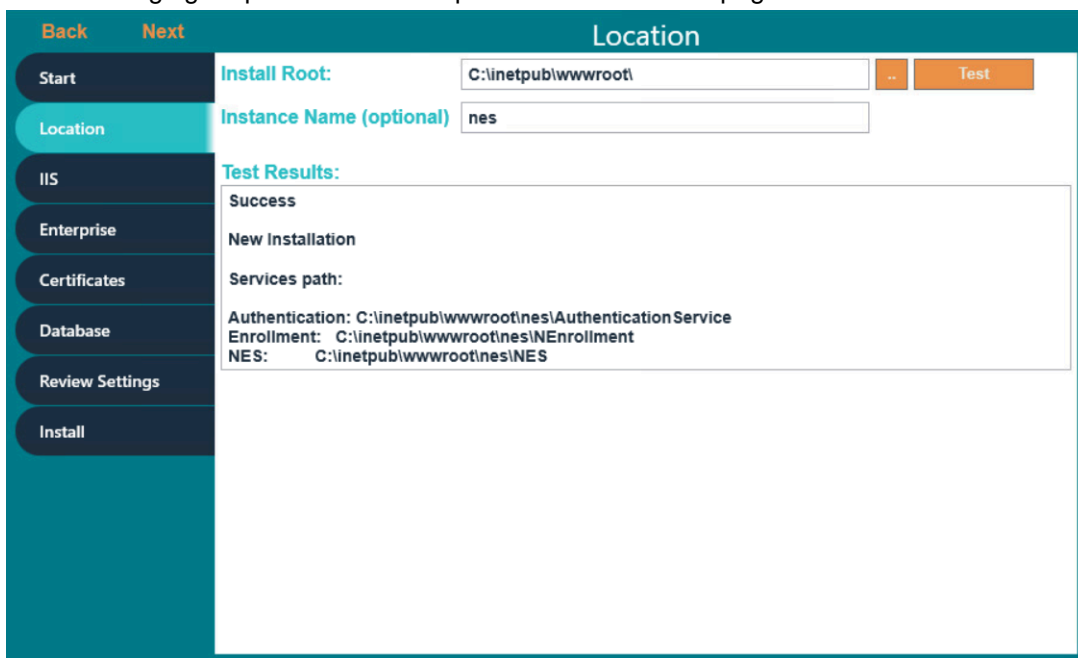 Back Next
Location
Start
Install Root:
C:\inetpub\wwwroot\
..
Test
Location
Instance Name (optional)
nes
IIS
Test Results:
Success
Enterprise
New Installation
Certificates
Services path:
Database
Authentication: C:\inetpub\wwwroot\nes\AuthenticationService
Enrollment: C:\inetpub\wwwroot\nes\NEnrollment
NES: C:\inetpub\wwwroot\nes\NES
Review Settings
Install